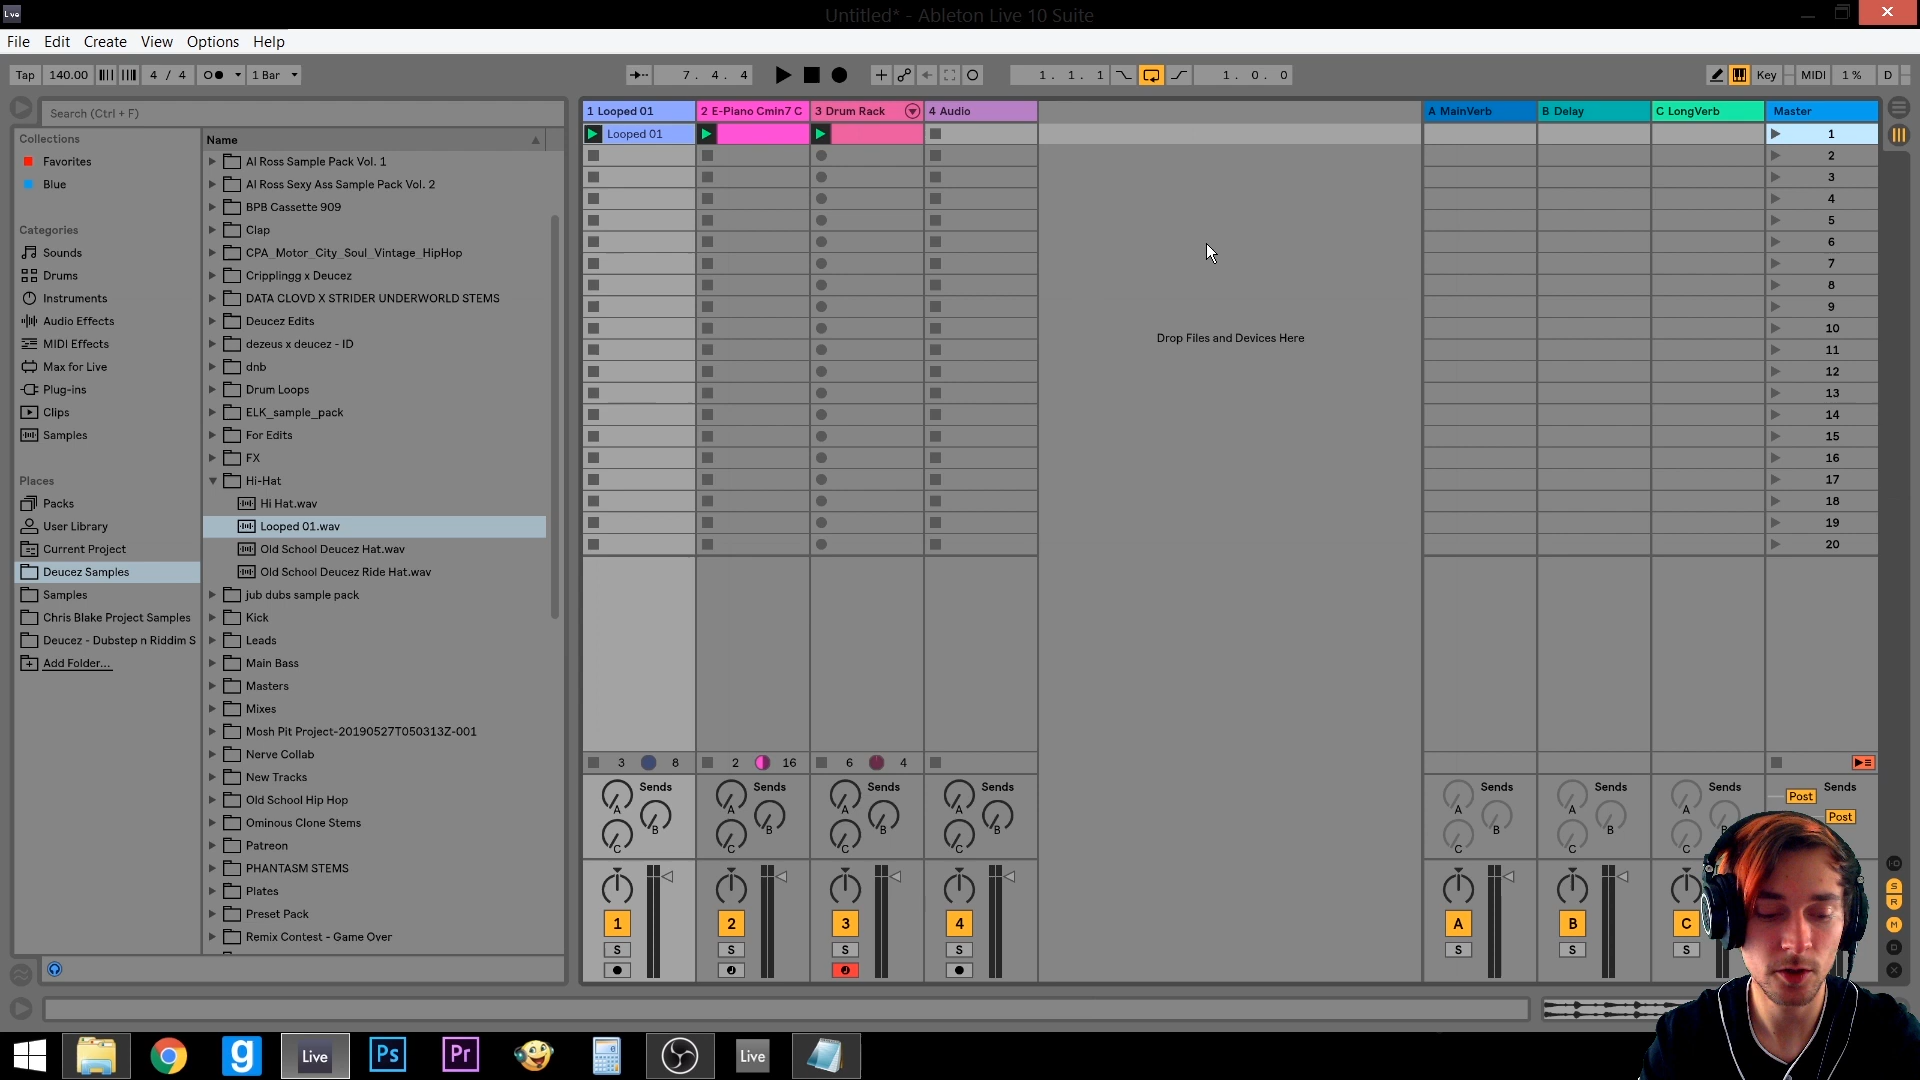 Live
Untitled* - Ableton Live 10 Suite
File Edit Create View Options Help
Tap 140.00 4 / 4 1 Bar 7. 4. 4 1. 1. 1 1. 0. 0 Key MIDI 1 % D
Search (Ctrl + F)
Collections
Favorites
Blue
Categories
Sounds
Drums
Instruments
Audio Effects
MIDI Effects
Max for Live
Plug-ins
Clips
Samples
Places
Packs
User Library
Current Project
Deucez Samples
Samples
Chris Blake Project Samples
Deucez - Dubstep n Riddim S
Add Folder...
Name
Al Ross Sample Pack Vol. 1
Al Ross Sexy Ass Sample Pack Vol. 2
BPB Cassette 909
Clap
CPA_Motor_City_Soul_Vintage_HipHop
Cripplingg x Deucez
DATA CLOVD X STRIDER UNDERWORLD STEMS
Deucez Edits
dezeus x deucez - ID
dnb
Drum Loops
ELK_sample_pack
For Edits
FX
Hi-Hat
Hi Hat.wav
Looped 01.wav
Old School Deucez Hat.wav
Old School Deucez Ride Hat.wav
jub dubs sample pack
Kick
Leads
Main Bass
Masters
Mixes
Mosh Pit Project-20190527T050313Z-001
Nerve Collab
New Tracks
Old School Hip Hop
Ominous Clone Stems
Patreon
PHANTASM STEMS
Plates
Preset Pack
Remix Contest - Game Over
1 Looped 01 2 E-Piano Cmin7 C 3 Drum Rack 4 Audio A MainVerb B Delay C LongVerb Master
Looped 01 1
2
3
4
5
6
7
8
9
10
11
12
13
14
15
16
17
18
19
20
Drop Files and Devices Here
3 8 2 16 6 4
Sends Sends Sends Sends Sends Sends Sends Sends
A A A A A A A Post
B B B B B B B Post
C C C C C C C
1 2 3 4 A B C
S S S S S S S
S
R
M
D
Live Ps Pr Live